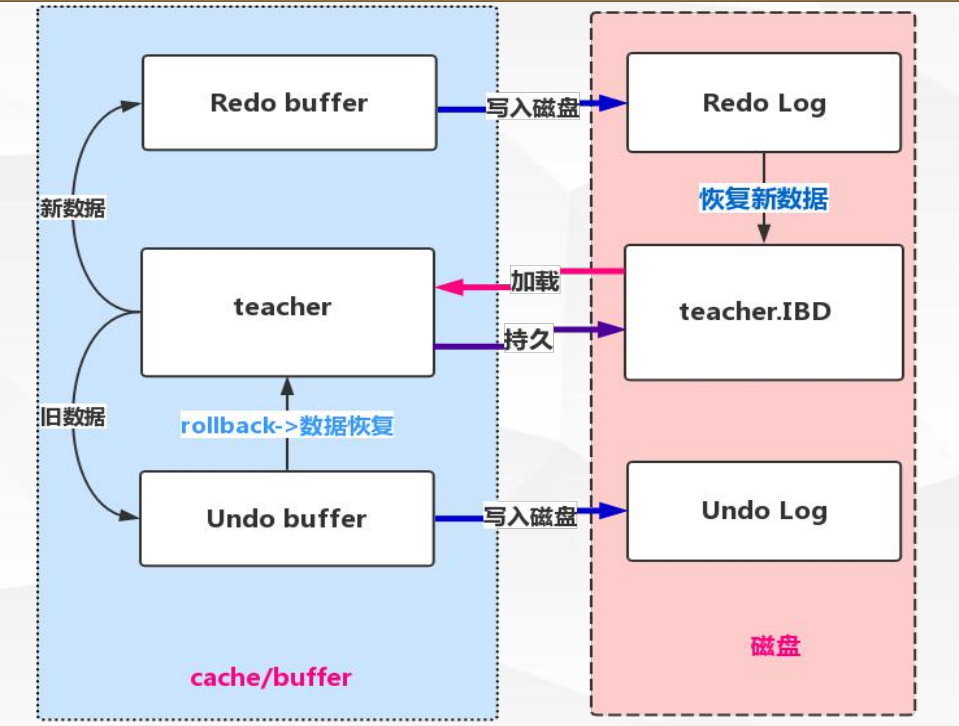 Redo buffer
写入磁盘
Redo Log
新数据
恢复新数据
teacher
加载
持久
teacher.IBD
旧数据
rollback->数据恢复
Undo buffer
写入磁盘
Undo Log
cache/buffer
磁盘